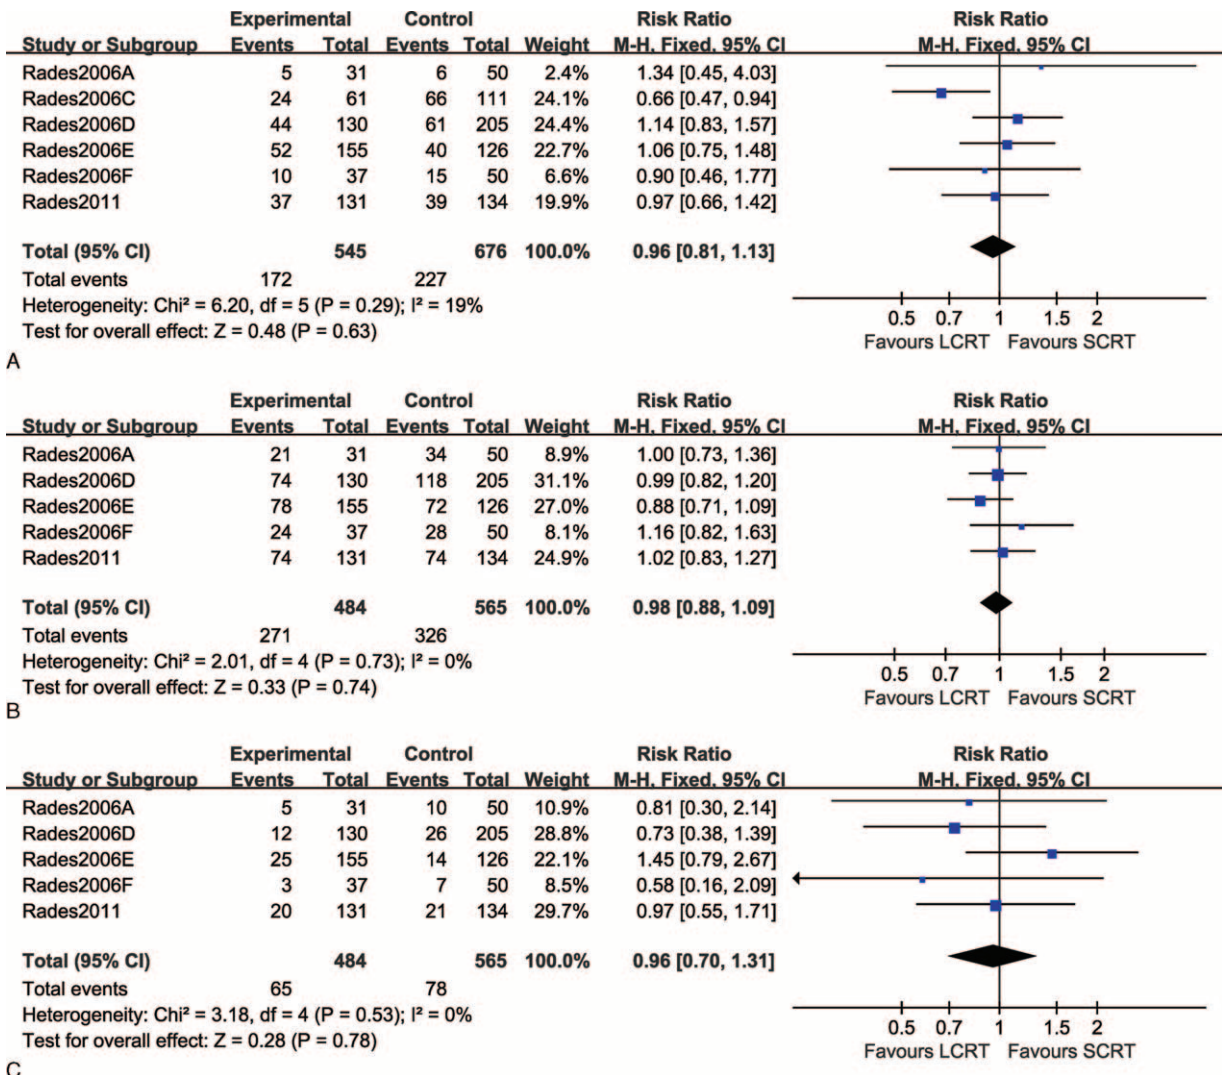 Experimental Control Risk Ratio Risk Ratio
Study or Subgroup Events Total Events Total Weight M-H, Fixed, 95% CI M-H, Fixed, 95% CI
Rades2006A 5 31 6 50 2.4% 1.34 [0.45, 4.03]
Rades2006C 24 61 66 111 24.1% 0.66 [0.47, 0.94]
Rades2006D 44 130 61 205 24.4% 1.14 [0.83, 1.57]
Rades2006E 52 155 40 126 22.7% 1.06 [0.75, 1.48]
Rades2006F 10 37 15 50 6.6% 0.90 [0.46, 1.77]
Rades2011 37 131 39 134 19.9% 0.97 [0.66, 1.42]
Total (95% CI) 545 676 100.0% 0.96 [0.81, 1.13]
Total events 172 227
Heterogeneity: Chi² = 6.20, df = 5 (P = 0.29); I² = 19%
Test for overall effect: Z = 0.48 (P = 0.63)
0.5 0.7 1 1.5 2
Favours LCRT Favours SCRT
A
Experimental Control Risk Ratio Risk Ratio
Study or Subgroup Events Total Events Total Weight M-H, Fixed, 95% CI M-H, Fixed, 95% CI
Rades2006A 21 31 34 50 8.9% 1.00 [0.73, 1.36]
Rades2006D 74 130 118 205 31.1% 0.99 [0.82, 1.20]
Rades2006E 78 155 72 126 27.0% 0.88 [0.71, 1.09]
Rades2006F 24 37 28 50 8.1% 1.16 [0.82, 1.63]
Rades2011 74 131 74 134 24.9% 1.02 [0.83, 1.27]
Total (95% CI) 484 565 100.0% 0.98 [0.88, 1.09]
Total events 271 326
Heterogeneity: Chi² = 2.01, df = 4 (P = 0.73); I² = 0%
Test for overall effect: Z = 0.33 (P = 0.74)
0.5 0.7 1 1.5 2
Favours LCRT Favours SCRT
B
Experimental Control Risk Ratio Risk Ratio
Study or Subgroup Events Total Events Total Weight M-H, Fixed, 95% CI M-H, Fixed, 95% CI
Rades2006A 5 31 10 50 10.9% 0.81 [0.30, 2.14]
Rades2006D 12 130 26 205 28.8% 0.73 [0.38, 1.39]
Rades2006E 25 155 14 126 22.1% 1.45 [0.79, 2.67]
Rades2006F 3 37 7 50 8.5% 0.58 [0.16, 2.09]
Rades2011 20 131 21 134 29.7% 0.97 [0.55, 1.71]
Total (95% CI) 484 565 100.0% 0.96 [0.70, 1.31]
Total events 65 78
Heterogeneity: Chi² = 3.18, df = 4 (P = 0.53); I² = 0%
Test for overall effect: Z = 0.28 (P = 0.78)
0.5 0.7 1 1.5 2
Favours LCRT Favours SCRT
C